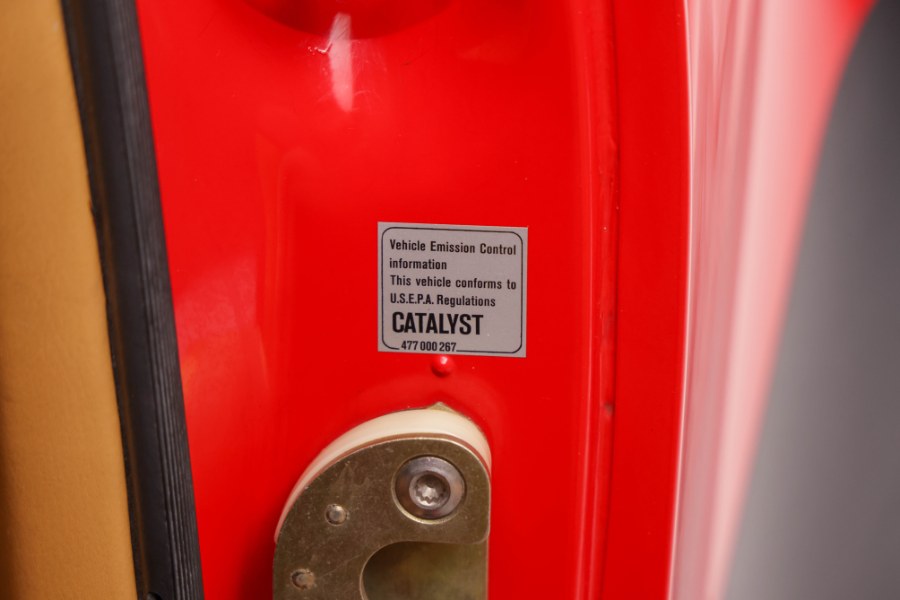 Vehicle Emission Control
information
This vehicle conforms to
U.S.E.P.A. Regulations
CATALYST
477 000 267